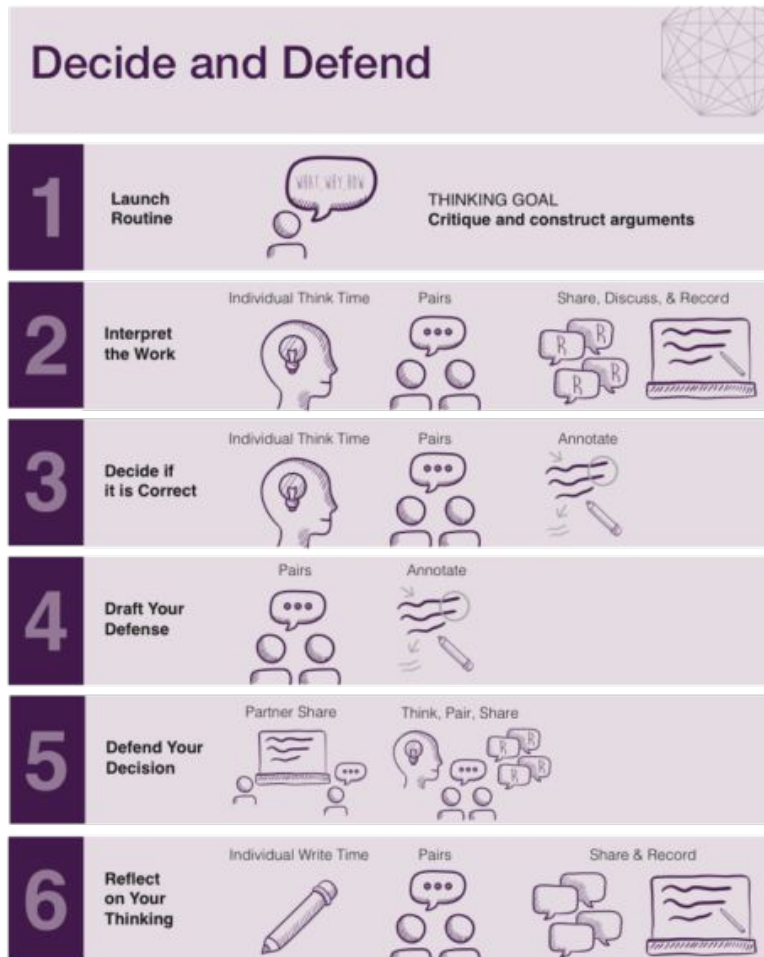 Decide and Defend
1
Launch
Routine
WHAT, WHY, HOW
THINKING GOAL
Critique and construct arguments
2
Interpret
the Work
Individual Think Time
Pairs
Share, Discuss, & Record
R
R
R
R
3
Decide if
it is Correct
Individual Think Time
Pairs
Annotate
4
Draft Your
Defense
Pairs
Annotate
5
Defend Your
Decision
Partner Share
Think, Pair, Share
R
R
R
R
6
Reflect
on Your
Thinking
Individual Write Time
Pairs
Share & Record